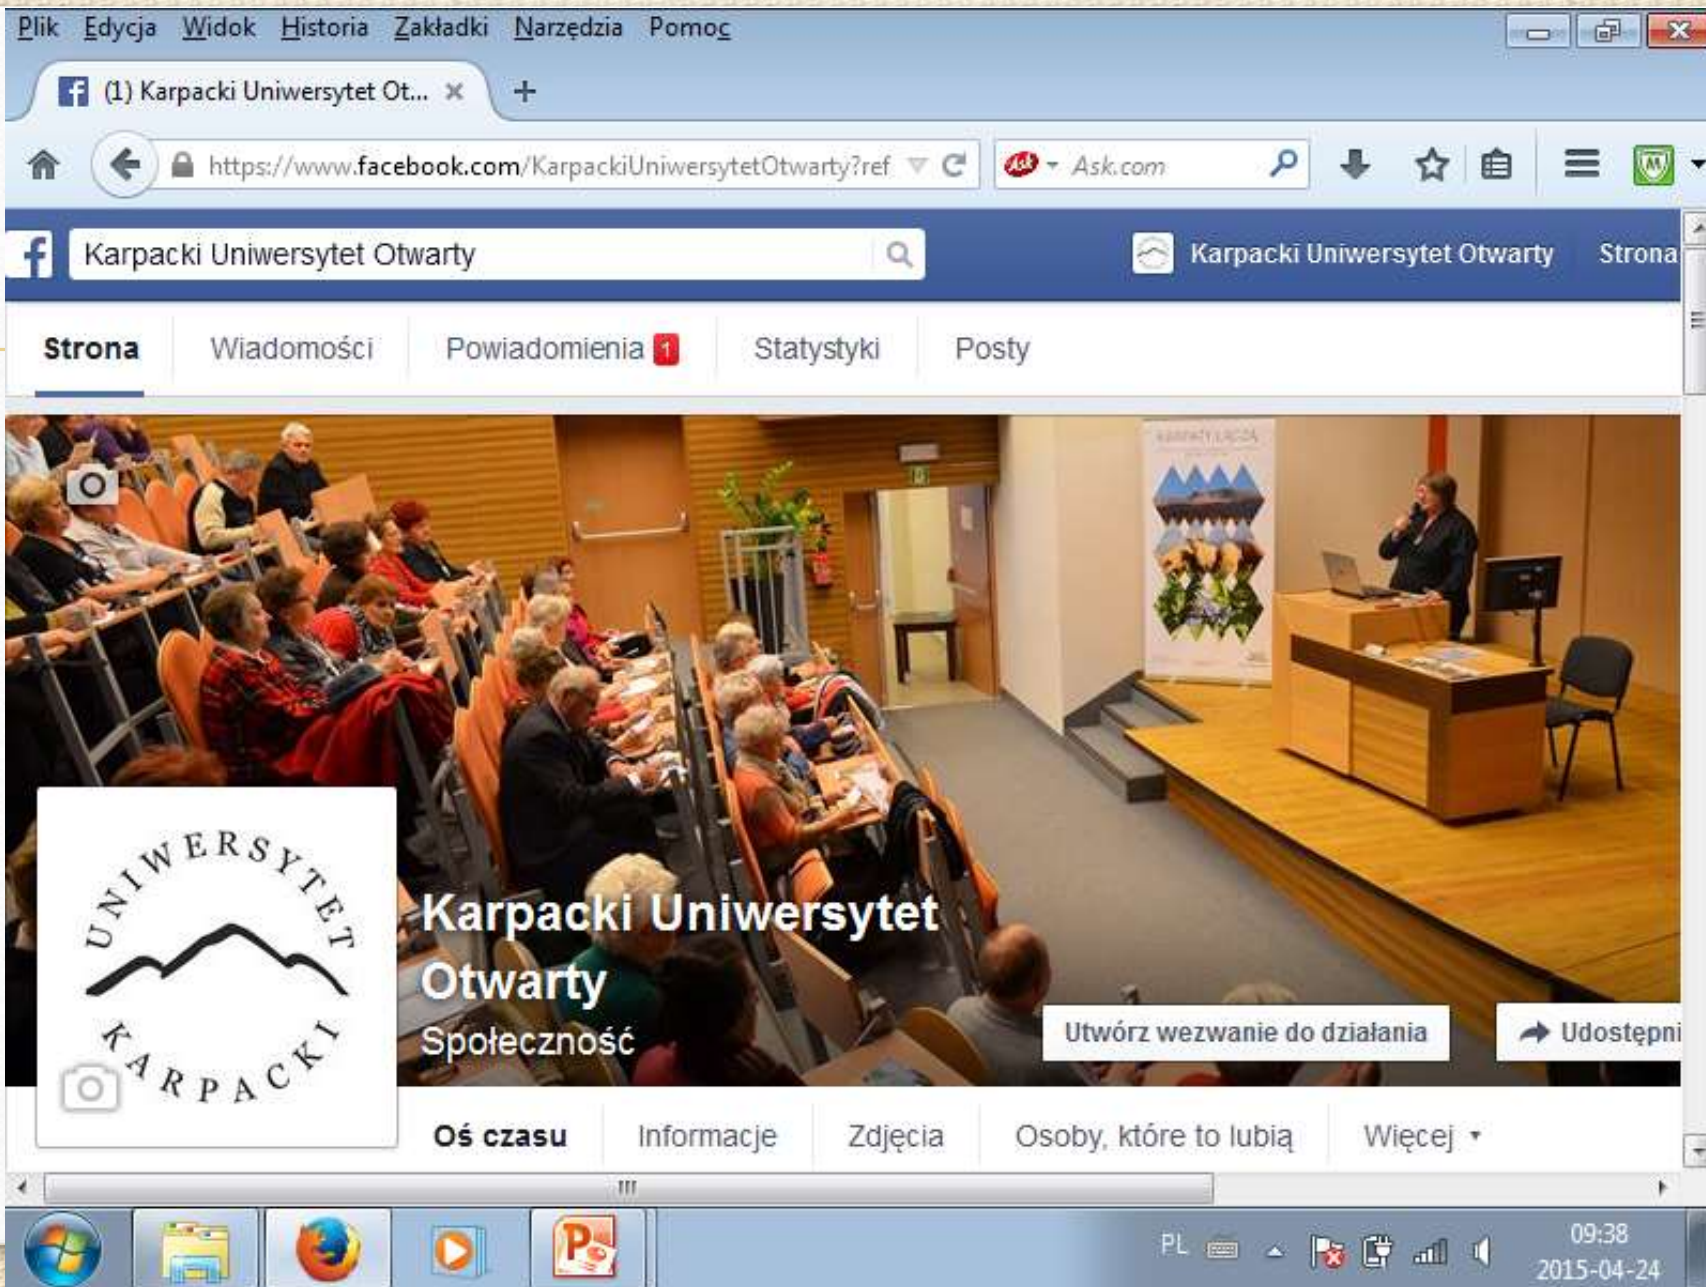 Plik Edycja Widok Historia Zakładki Narzędzia Pomoc
(1) Karpacki Uniwersytet Ot...
https://www.facebook.com/KarpackiUniwersytetOtwarty?ref
Ask
Ask.com
Karpacki Uniwersytet Otwarty
Karpacki Uniwersytet Otwarty
Strona
Strona Wiadomości Powiadomienia 1 Statystyki Posty
KARPATY ŁĄCZĄ
UNIWERSYTET
KARPACKI
Karpacki Uniwersytet
Otwarty
Społeczność
Utwórz wezwanie do działania
Udostępni
Oś czasu Informacje Zdjęcia Osoby, które to lubią Więcej
PL
09:38
2015-04-24